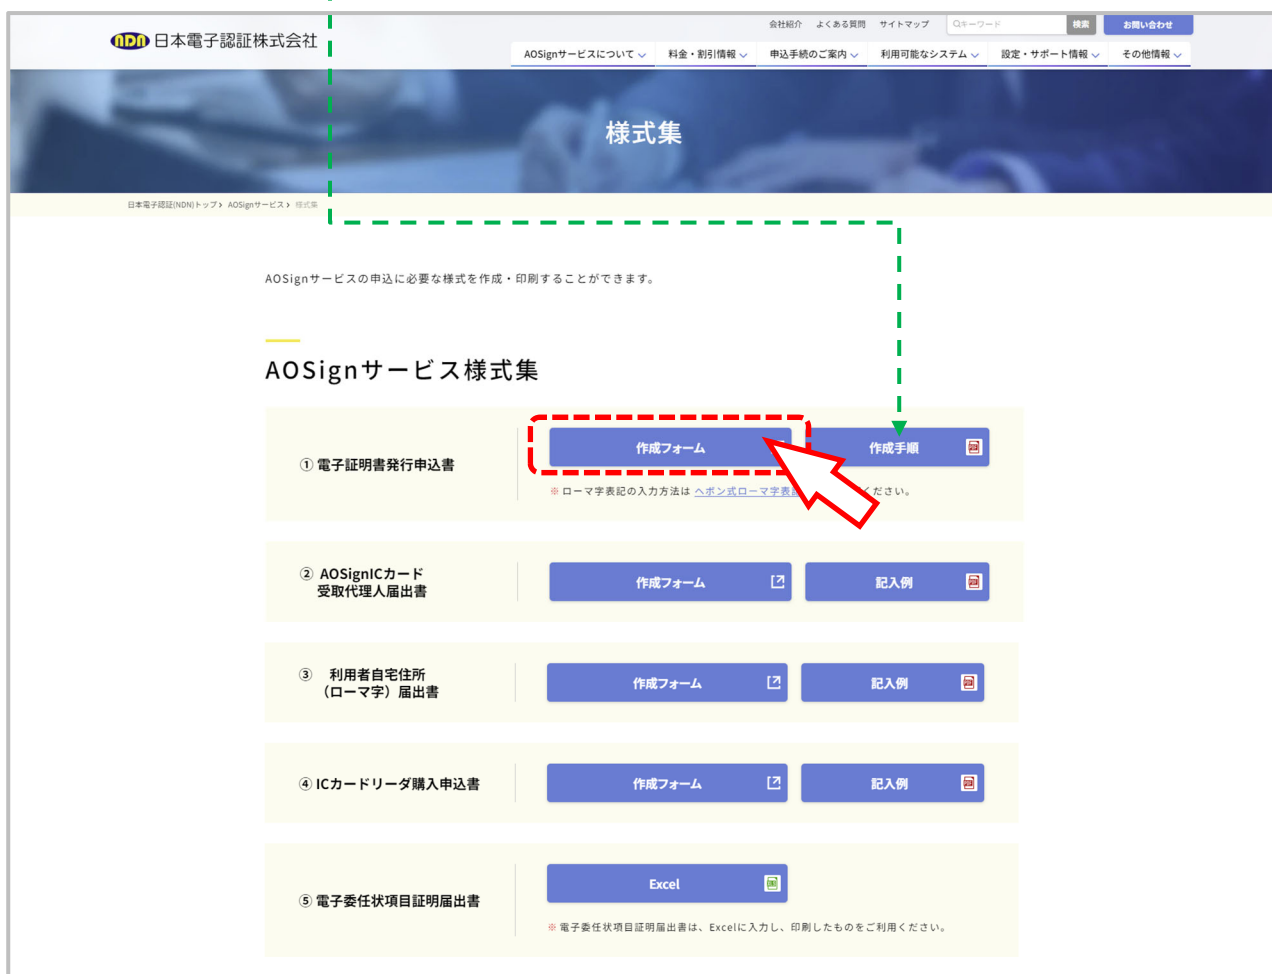 会社紹介 よくある質問 サイトマップ キーワード 検索 お問い合わせ
NDN 日本電子認証株式会社
AOSignサービスについて 料金・割引情報 申込手続のご案内 利用可能なシステム 設定・サポート情報 その他情報
様式集
日本電子認証(NDN)トップ › AOSignサービス › 様式集
AOSignサービスの申込に必要な様式を作成・印刷することができます。
AOSignサービス様式集
① 電子証明書発行申込書
作成フォーム
作成手順
※ ローマ字表記の入力方法は ヘボン式ローマ字表 ください。
② AOSignICカード
受取代理人届出書
作成フォーム
記入例
③ 利用者自宅住所
（ローマ字）届出書
作成フォーム
記入例
④ ICカードリーダ購入申込書
作成フォーム
記入例
⑤ 電子委任状項目証明届出書
Excel
※ 電子委任状項目証明届出書は、Excelに入力し、印刷したものをご利用ください。